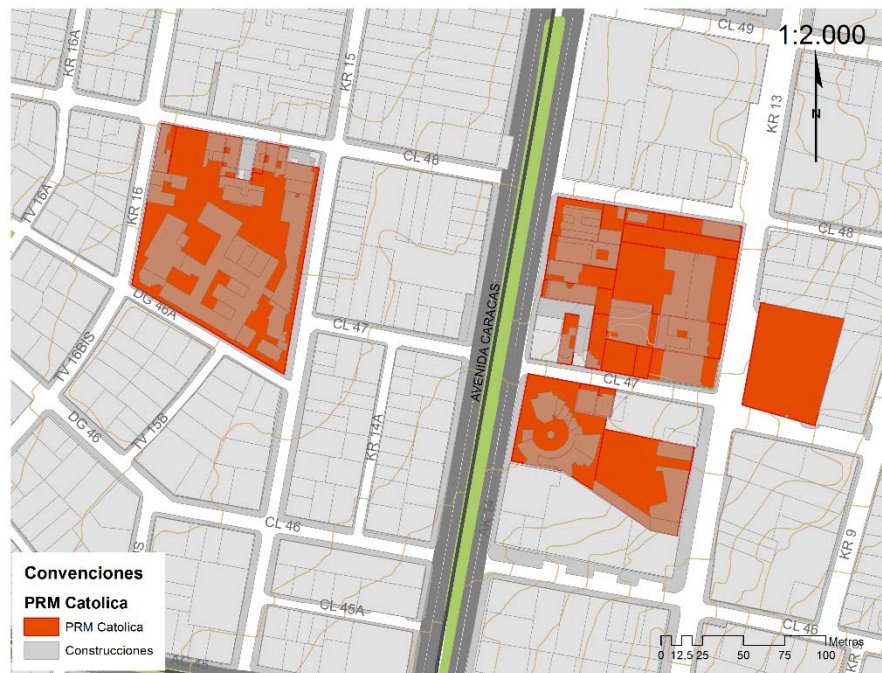 CL 49
1:2.000
N
KR 16A
KR 15
KR 13
CL 48
TV 16A
KR 16
CL 48
DG 46A
TV 16BIS
CL 47
AVENIDA CARACAS
CL 47
DG 46
TV 15B
KR 14A
CL 46
KR 9
CL 45A
CL 46
AC 45
Convenciones
PRM Catolica
PRM Catolica
Construcciones
0 12,5 25 50 75 100 Metros